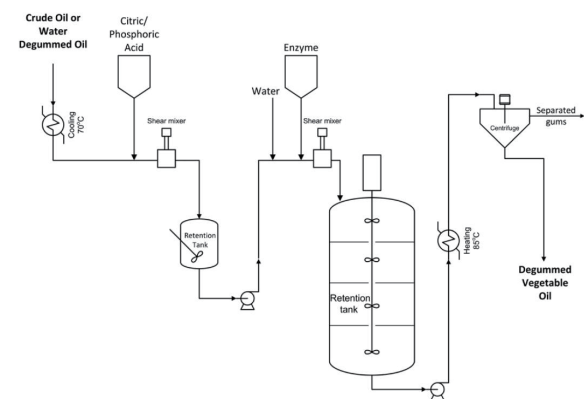 Crude Oil or
Water
Degummed Oil
Citric/
Phosphoric
Acid
Cooling
70°C
Shear mixer
Retention
Tank
Water
Enzyme
Shear mixer
Retention
tank
Heating
85°C
Centrifuge
Separated
gums
Degummed
Vegetable
Oil